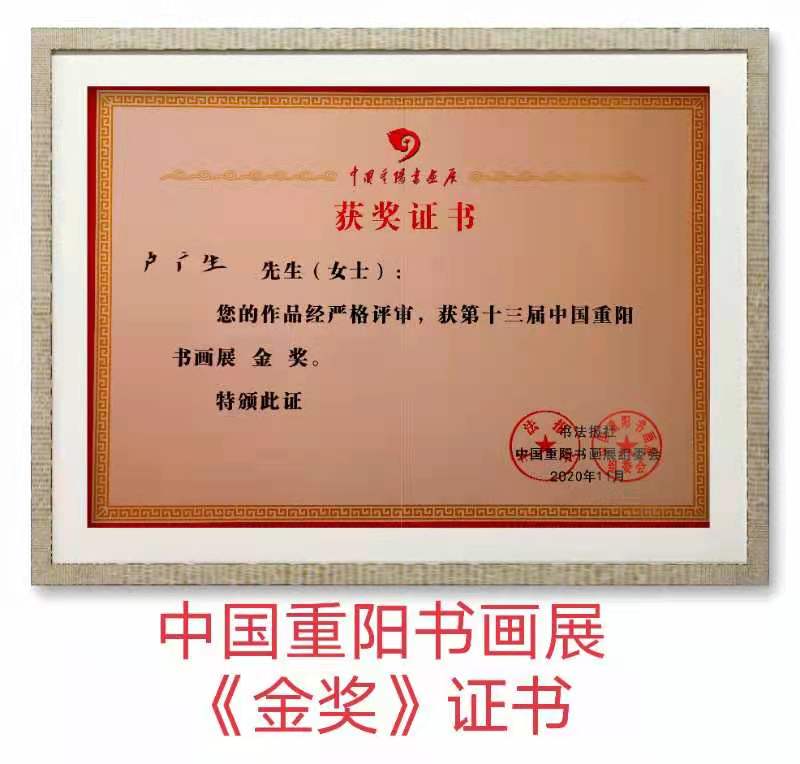 中国重阳书画展
获奖证书
卢广生 先生（女士）：
您的作品经严格评审，获第十三届中国重阳
书画展 金 奖。
特颁此证
书法报社
中国重阳书画展组委会
2020年11月
中国重阳书画展
《金奖》证书